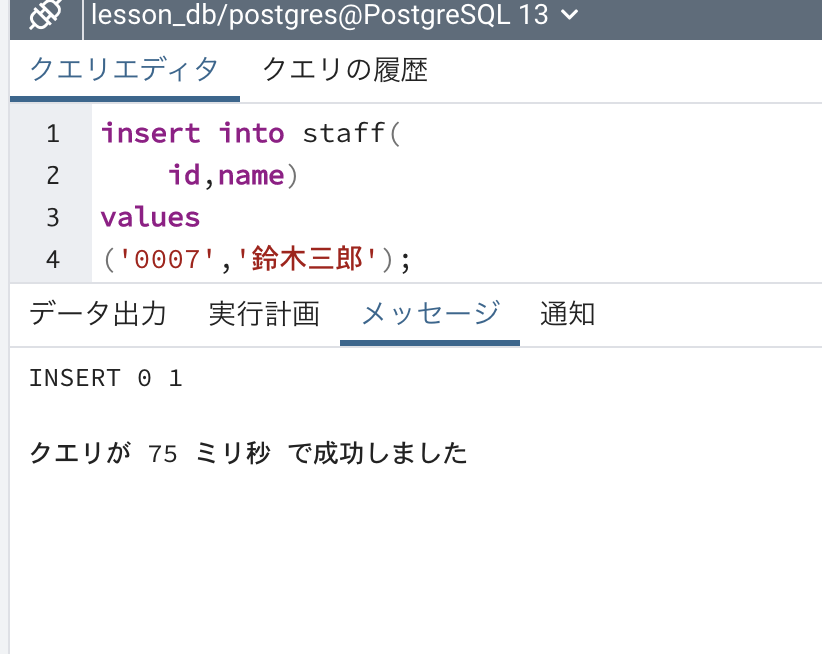 lesson_db/postgres@PostgreSQL 13
クエリエディタ クエリの履歴
1 insert into staff(
2 id,name)
3 values
4 ('0007','鈴木三郎');
データ出力 実行計画 メッセージ 通知
INSERT 0 1
クエリが 75 ミリ秒 で成功しました